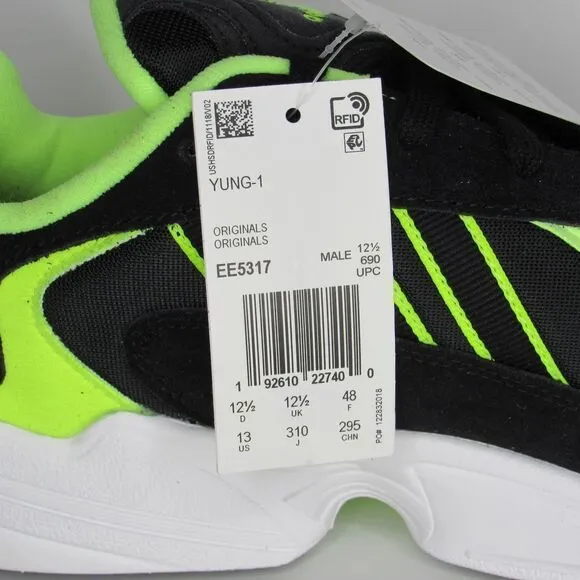 USHSDRFID/1118/V02
RFID
YUNG-1
ORIGINALS
ORIGINALS
EE5317
MALE 12½
690
UPC
1 92610 22740 0
12½ 12½ 48
D UK F
13 310 295
US J CHN
PO# 122832018